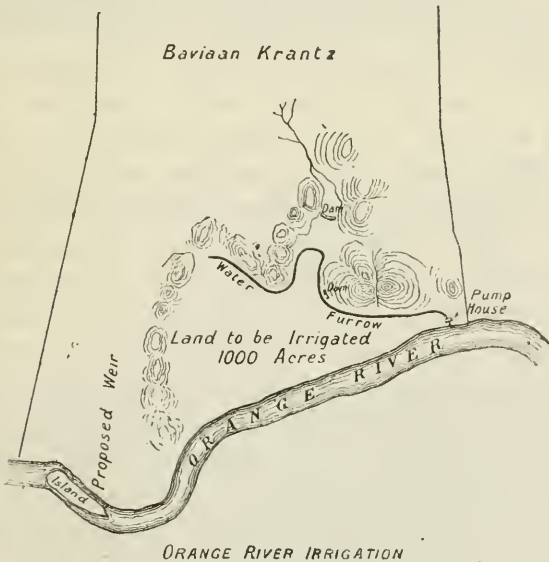 Baviaan Krantz
Dam
Water
Dam
Furrow
Pump
House
Land to be Irrigated
1000 Acres
ORANGE RIVER
Proposed Weir
Island
ORANGE RIVER IRRIGATION